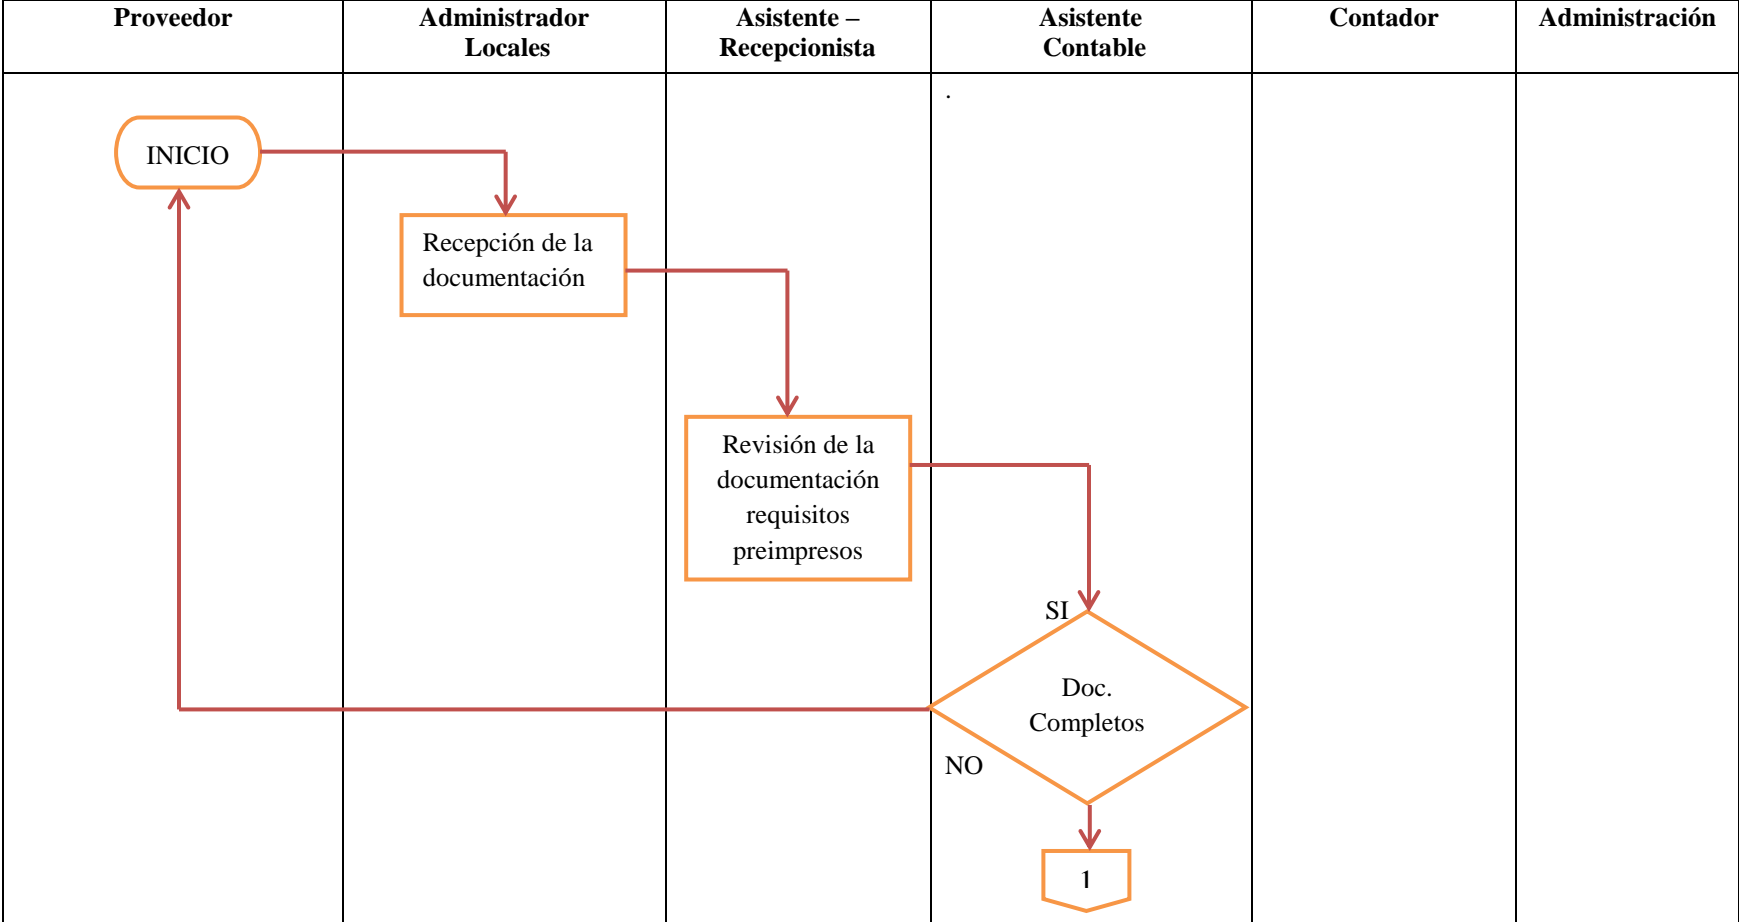 Proveedor
Administrador
Locales
Asistente –
Recepcionista
Asistente
Contable
Contador
Administración
.
INICIO
Recepción de la
documentación
Revisión de la
documentación
requisitos
preimpresos
SI
Doc.
Completos
NO
1